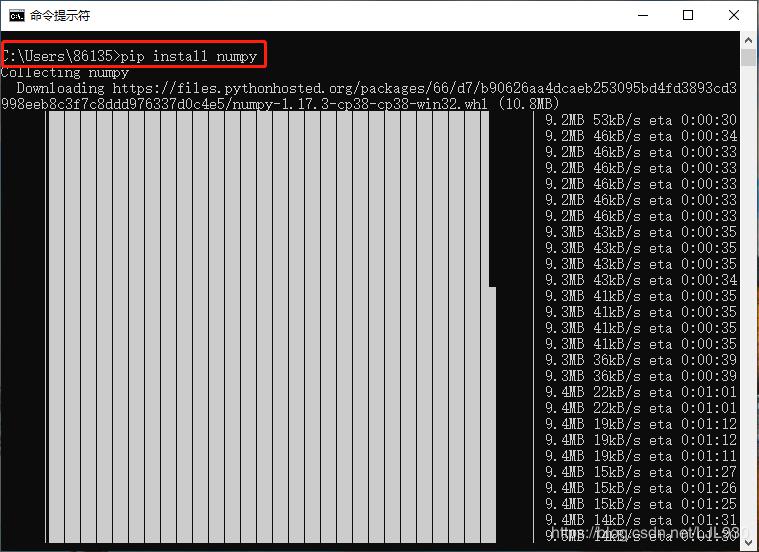 命令提示符
C:\Users\86135>pip install numpy
Collecting numpy
  Downloading https://files.pythonhosted.org/packages/66/d7/b90626aa4dcaeb253095bd4fd3893cd3
998eeb8c3f7c8ddd976337d0c4e5/numpy-1.17.3-cp38-cp38-win32.whl (10.8MB)
9.2MB 53kB/s eta 0:00:30
9.2MB 46kB/s eta 0:00:34
9.2MB 46kB/s eta 0:00:33
9.2MB 46kB/s eta 0:00:33
9.2MB 46kB/s eta 0:00:33
9.2MB 46kB/s eta 0:00:33
9.2MB 46kB/s eta 0:00:33
9.3MB 43kB/s eta 0:00:35
9.3MB 43kB/s eta 0:00:35
9.3MB 43kB/s eta 0:00:35
9.3MB 43kB/s eta 0:00:34
9.3MB 41kB/s eta 0:00:35
9.3MB 41kB/s eta 0:00:35
9.3MB 41kB/s eta 0:00:35
9.3MB 41kB/s eta 0:00:35
9.3MB 36kB/s eta 0:00:39
9.3MB 36kB/s eta 0:00:39
9.4MB 22kB/s eta 0:01:01
9.4MB 22kB/s eta 0:01:01
9.4MB 19kB/s eta 0:01:12
9.4MB 19kB/s eta 0:01:12
9.4MB 19kB/s eta 0:01:11
9.4MB 15kB/s eta 0:01:27
9.4MB 15kB/s eta 0:01:26
9.4MB 15kB/s eta 0:01:25
9.4MB 14kB/s eta 0:01:31
https://blog.csdn.net/LJL930